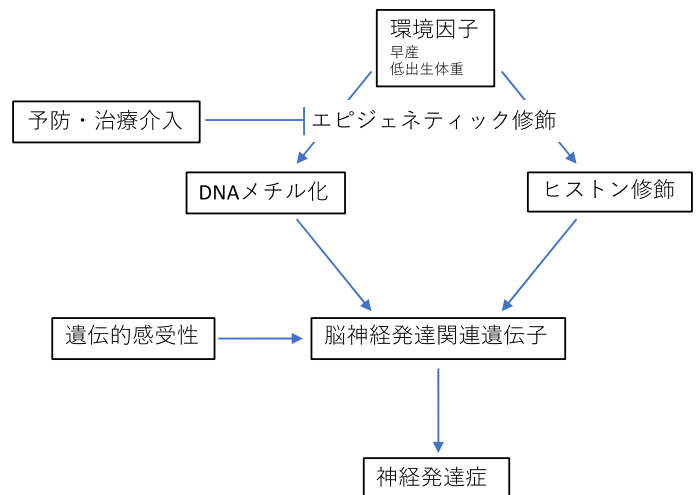 環境因子
早産
低出生体重
予防・治療介入
エピジェネティック修飾
DNAメチル化
ヒストン修飾
遺伝的感受性
脳神経発達関連遺伝子
神経発達症